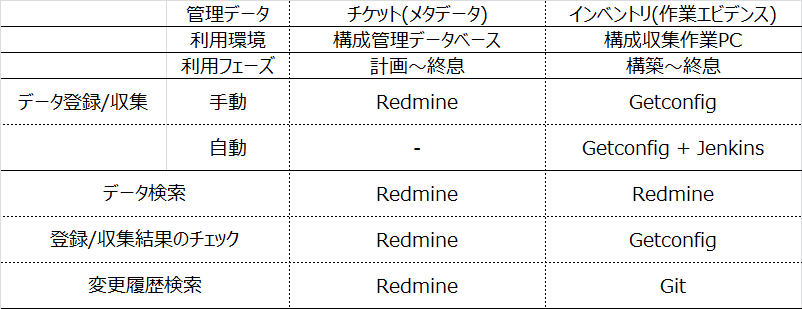 管理データ チケット(メタデータ) インベントリ(作業エビデンス)
利用環境 構成管理データベース 構成収集作業PC
利用フェーズ 計画～終息 構築～終息
データ登録/収集 手動 Redmine Getconfig
自動 - Getconfig + Jenkins
データ検索 Redmine Redmine
登録/収集結果のチェック Redmine Getconfig
変更履歴検索 Redmine Git